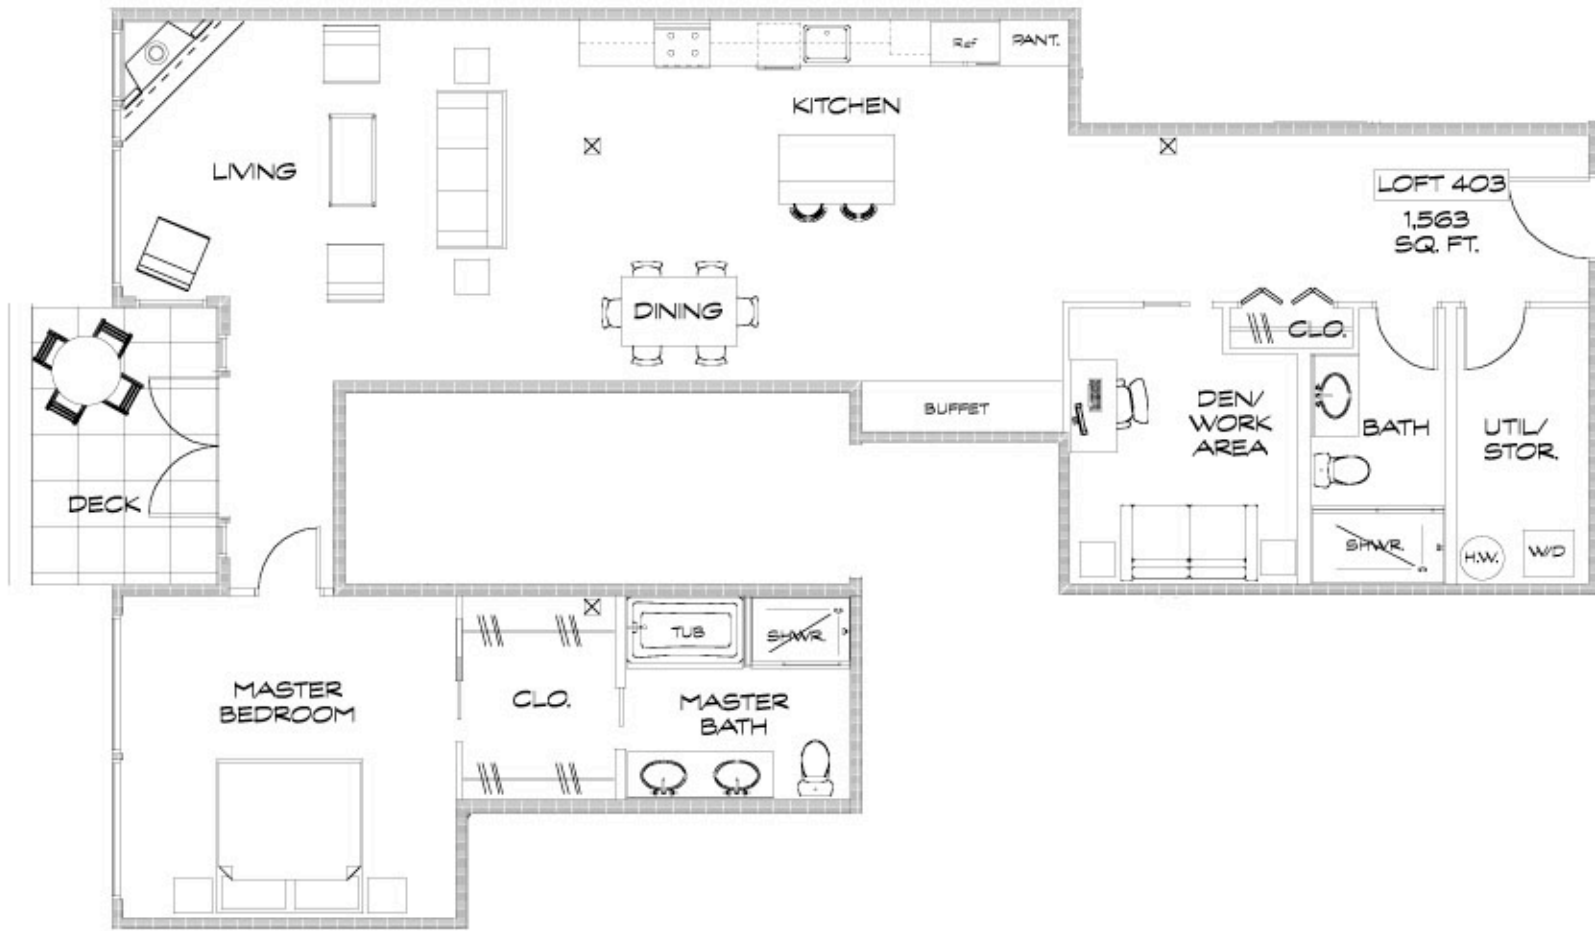 REF
PANT.
KITCHEN
LIVING
LOFT 403
1,563
SQ. FT.
DINING
CLO.
BUFFET
DEN/
WORK
AREA
BATH
UTIL/
STOR.
DECK
SHWR.
H.W.
W/D
TUB
SHWR.
MASTER
BEDROOM
CLO.
MASTER
BATH